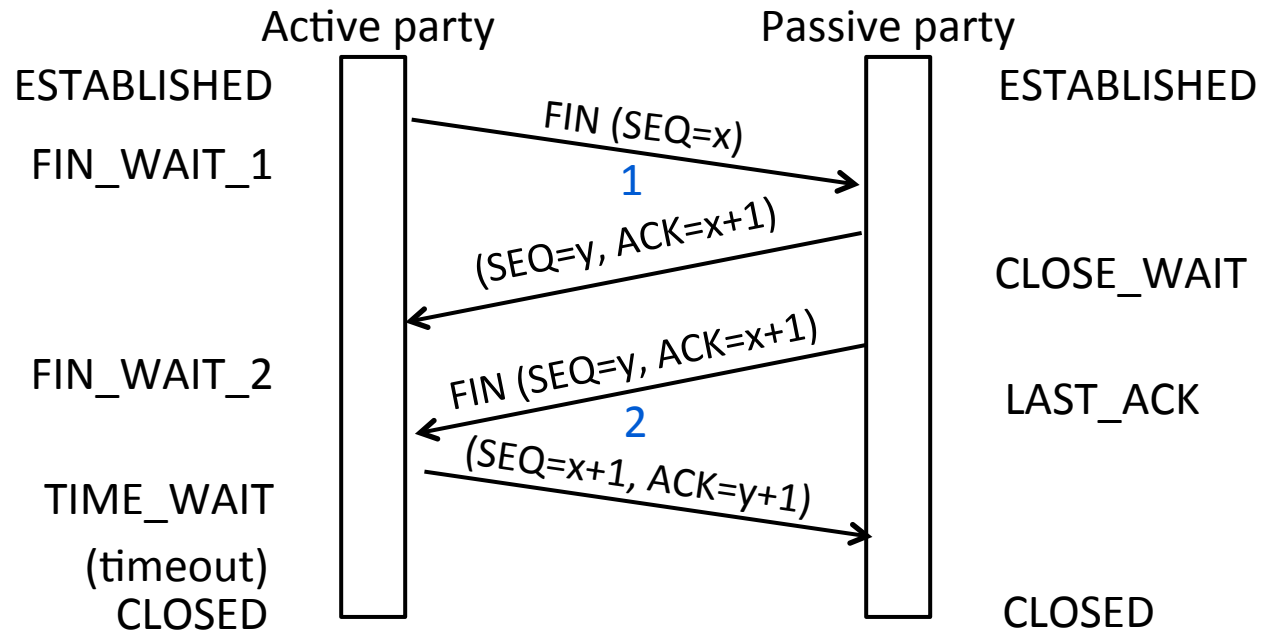 Active party
Passive party
ESTABLISHED
ESTABLISHED
FIN (SEQ=x)
FIN_WAIT_1
1
(SEQ=y, ACK=x+1)
CLOSE_WAIT
FIN_WAIT_2
FIN (SEQ=y, ACK=x+1)
LAST_ACK
2
(SEQ=x+1, ACK=y+1)
TIME_WAIT
(timeout)
CLOSED
CLOSED